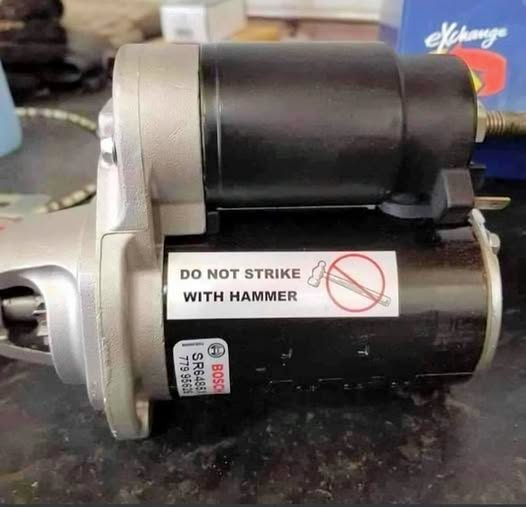 exchange
DO NOT STRIKE
WITH HAMMER
BOSCH